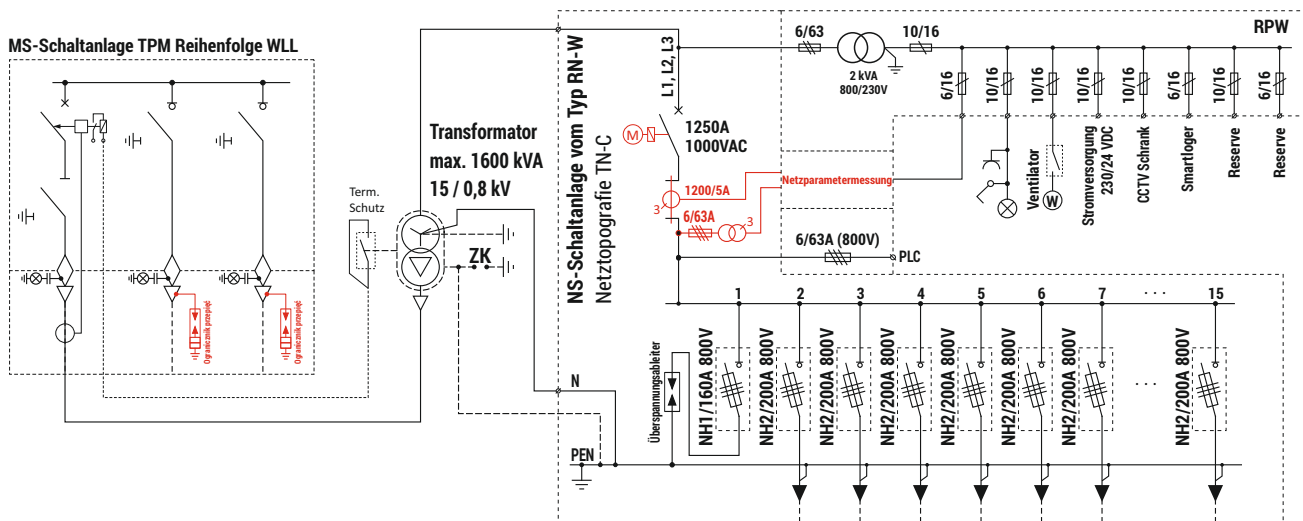 MS-Schaltanlage TPM Reihenfolge WLL
Ogranicznik przepięć
Ogranicznik przepięć
Term.
Schutz
Transformator
max. 1600 kVA
15 / 0,8 kV
ZK
N
PEN
NS-Schaltanlage vom Typ RN-W
Netztopografie TN-C
L1, L2, L3
M
1250A
1000VAC
3
1200/5A
6/63A
3
Netzparametermessung
6/63A (800V)
PLC
6/63
2 kVA
800/230V
10/16
RPW
6/16
10/16
10/16
10/16
10/16
6/16
10/16
6/16
Ventilator
W
Stromversorgung
230/24 VDC
CCTV Schrank
Smartloger
Reserve
Reserve
1
2
3
4
5
6
7
. . .
15
Überspannungsableiter
NH1/160A 800V
NH2/200A 800V
NH2/200A 800V
NH2/200A 800V
NH2/200A 800V
NH2/200A 800V
NH2/200A 800V
. . .
NH2/200A 800V
. . .